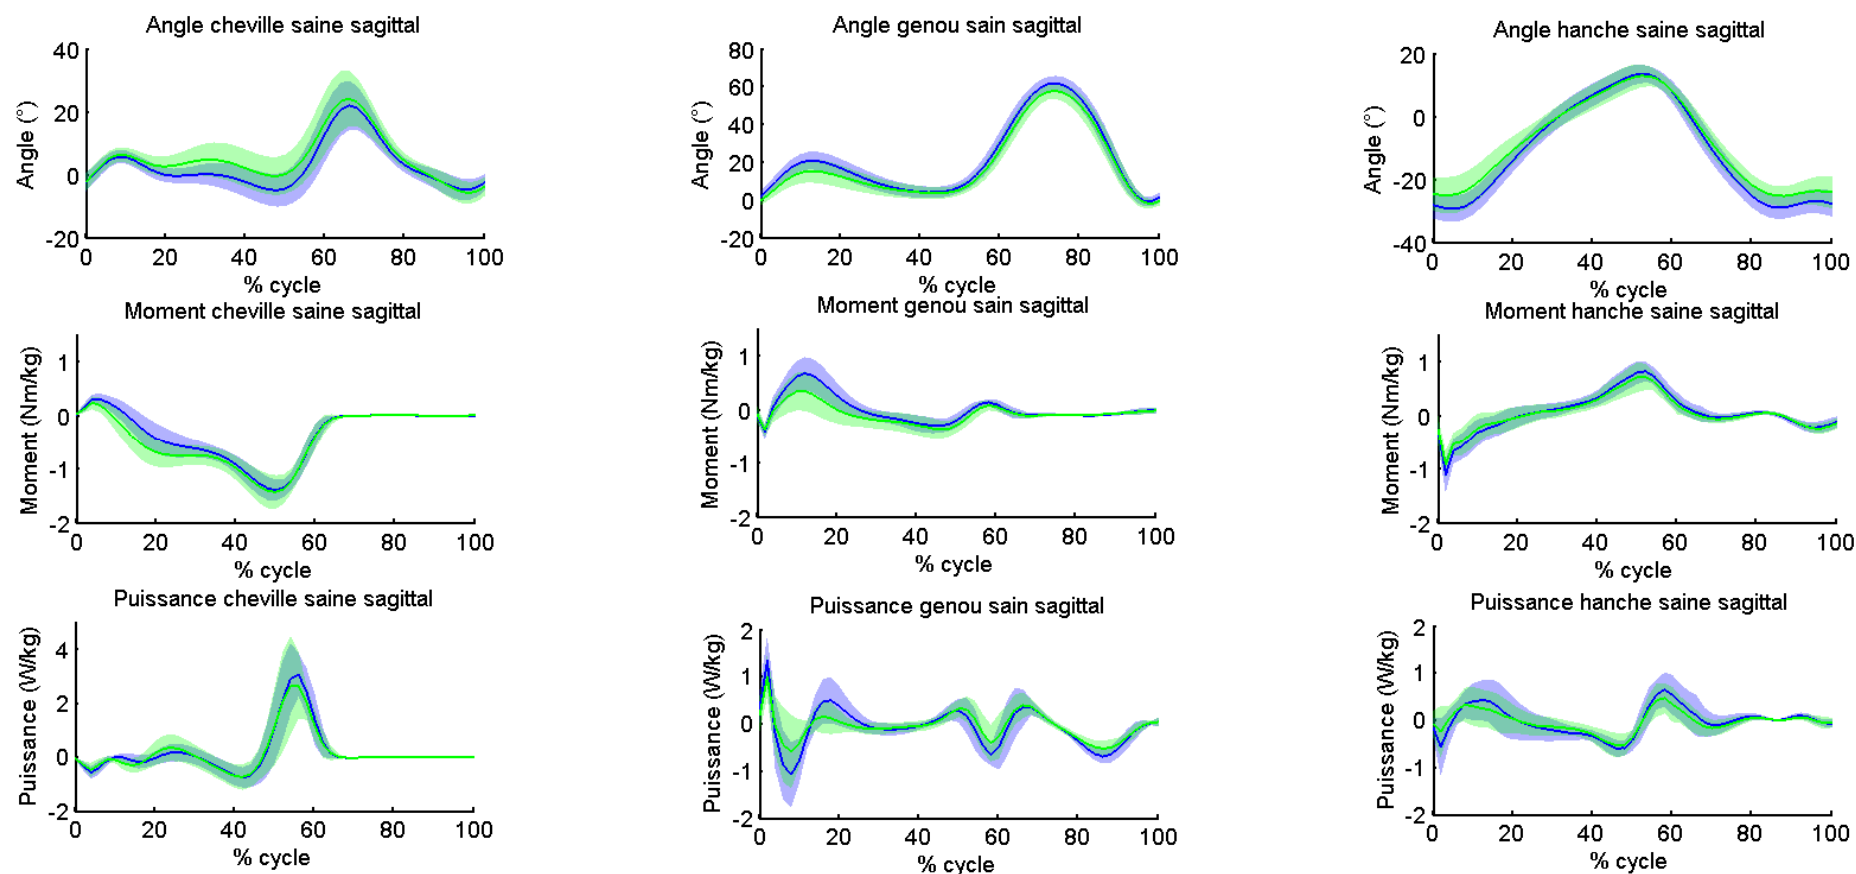 Angle cheville saine sagittal
40
20
0
-20
Angle (°)
0 20 40 60 80 100
% cycle
Angle genou sain sagittal
80
60
40
20
0
-20
Angle (°)
0 20 40 60 80 100
% cycle
Angle hanche saine sagittal
20
0
-20
-40
Angle (°)
0 20 40 60 80 100
% cycle
Moment cheville saine sagittal
1
0
-1
-2
Moment (Nm/kg)
0 20 40 60 80 100
% cycle
Moment genou sain sagittal
1
0
-1
-2
Moment (Nm/kg)
0 20 40 60 80 100
% cycle
Moment hanche saine sagittal
1
0
-1
-2
Moment (Nm/kg)
0 20 40 60 80 100
% cycle
Puissance cheville saine sagittal
4
2
0
-2
Puissance (W/kg)
0 20 40 60 80 100
% cycle
Puissance genou sain sagittal
2
1
0
-1
-2
Puissance (W/kg)
0 20 40 60 80 100
% cycle
Puissance hanche saine sagittal
2
1
0
-1
-2
Puissance (W/kg)
0 20 40 60 80 100
% cycle